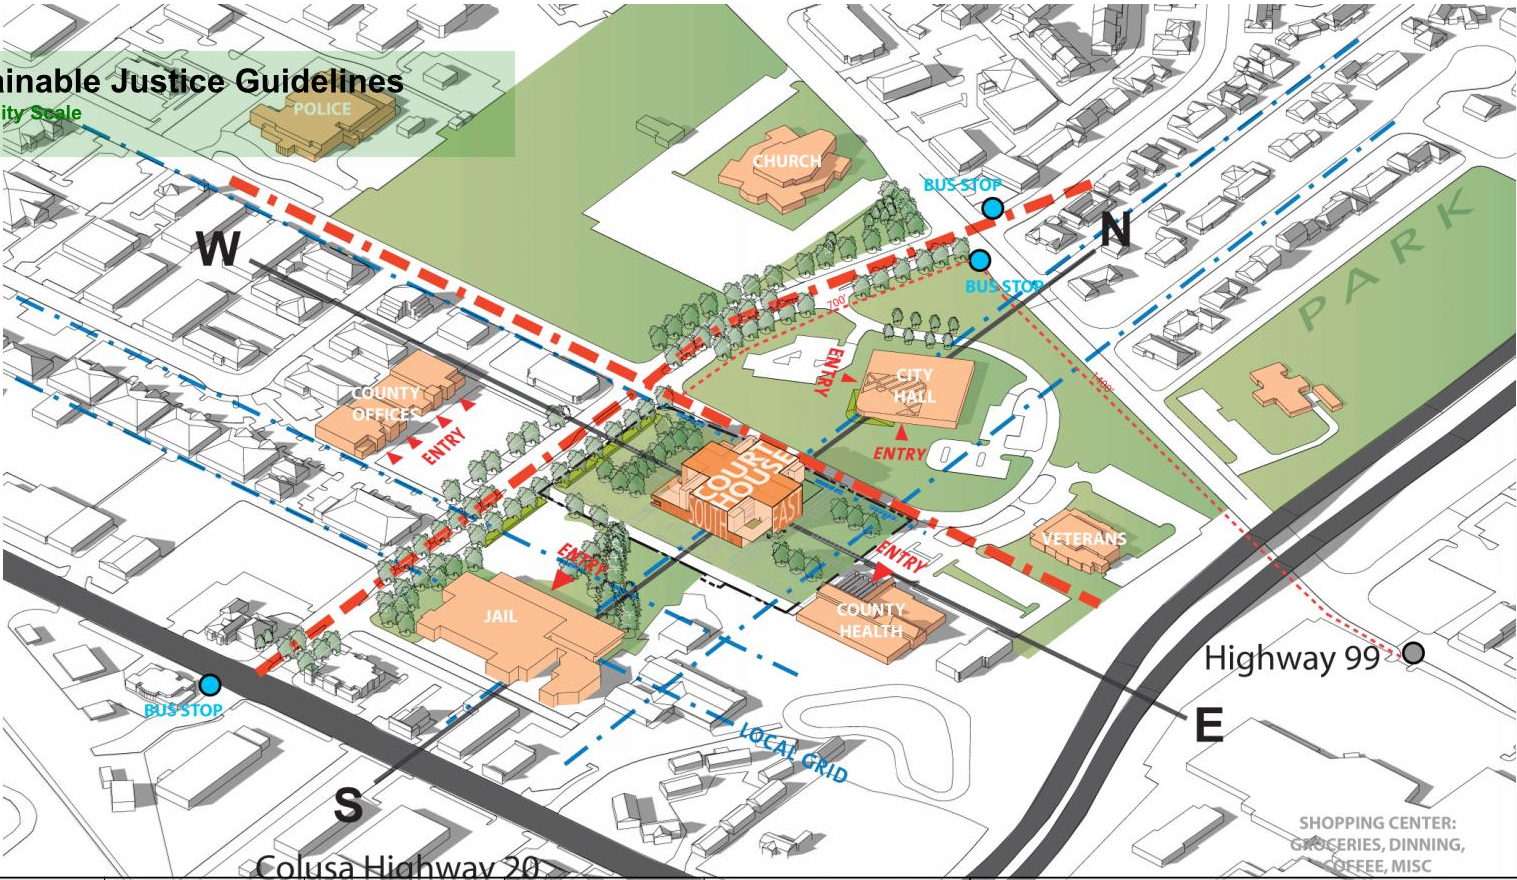 ainable Justice Guidelines
ity Scale
POLICE
CHURCH
BUS STOP
N
W
BUS STOP
PARK
700'
ENTRY
CITY
HALL
1400'
COUNTY
OFFICES
ENTRY
ENTRY
COURT
HOUSE
SOUTH
EAST
VETERANS
ENTRY
ENTRY
JAIL
COUNTY
HEALTH
Highway 99
BUS STOP
E
LOCAL GRID
S
SHOPPING CENTER:
GROCERIES, DINNING,
COFFEE, MISC
Colusa Highway 20